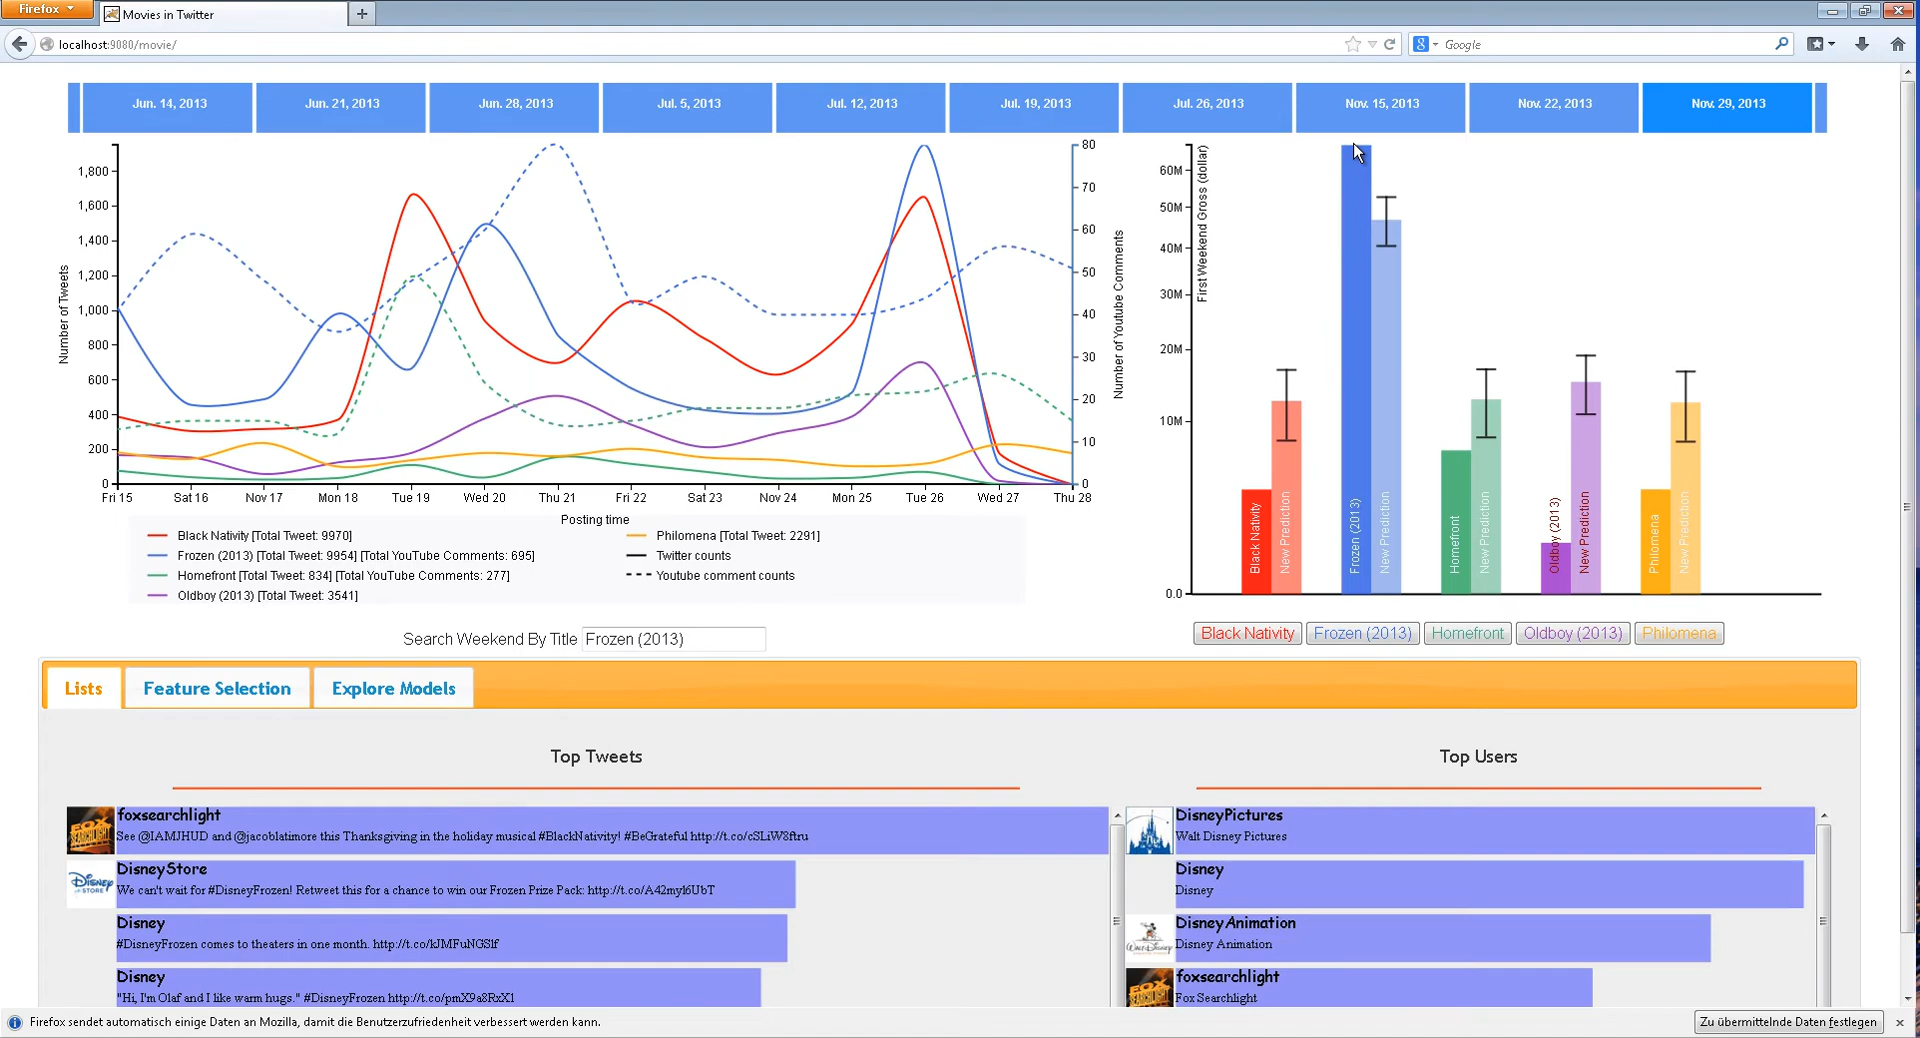 Firefox
Movies in Twitter
localhost:9080/movie/
Google
Jun. 14, 2013
Jun. 21, 2013
Jun. 28, 2013
Jul. 5, 2013
Jul. 12, 2013
Jul. 19, 2013
Jul. 26, 2013
Nov. 15, 2013
Nov. 22, 2013
Nov. 29, 2013
Number of Tweets
1,800
1,600
1,400
1,200
1,000
800
600
400
200
0
Fri 15
Sat 16
Nov 17
Mon 18
Tue 19
Wed 20
Thu 21
Fri 22
Sat 23
Nov 24
Mon 25
Tue 26
Wed 27
Thu 28
Posting time
80
70
60
50
40
30
20
10
0
Number of Youtube Comments
Black Nativity [Total Tweet: 9970]
Frozen (2013) [Total Tweet: 9954] [Total YouTube Comments: 695]
Homefront [Total Tweet: 834] [Total YouTube Comments: 277]
Oldboy (2013) [Total Tweet: 3541]
Philomena [Total Tweet: 2291]
Twitter counts
Youtube comment counts
60M
50M
40M
30M
20M
10M
0.0
First Weekend Gross (dollar)
Black Nativity
New Prediction
Frozen (2013)
New Prediction
Homefront
New Prediction
Oldboy (2013)
New Prediction
Philomena
New Prediction
Search Weekend By Title Frozen (2013)
Black Nativity
Frozen (2013)
Homefront
Oldboy (2013)
Philomena
Lists
Feature Selection
Explore Models
Top Tweets
FOX SEARCHLIGHT
foxsearchlight
See @IAMJHUD and @jacoblatimore this Thanksgiving in the holiday musical #BlackNativity! #BeGrateful http://t.co/cSLiW8ftru
Disney STORE
DisneyStore
We can't wait for #DisneyFrozen! Retweet this for a chance to win our Frozen Prize Pack: http://t.co/A42myl6UbT
Disney
#DisneyFrozen comes to theaters in one month. http://t.co/kJMFuNGS1f
Disney
"Hi, I'm Olaf and I like warm hugs." #DisneyFrozen http://t.co/pmX9a8RxX1
Top Users
DisneyPictures
Walt Disney Pictures
Disney
Disney
DisneyAnimation
Disney Animation
foxsearchlight
Fox Searchlight
Firefox sendet automatisch einige Daten an Mozilla, damit die Benutzerzufriedenheit verbessert werden kann.
Zu übermittelnde Daten festlegen